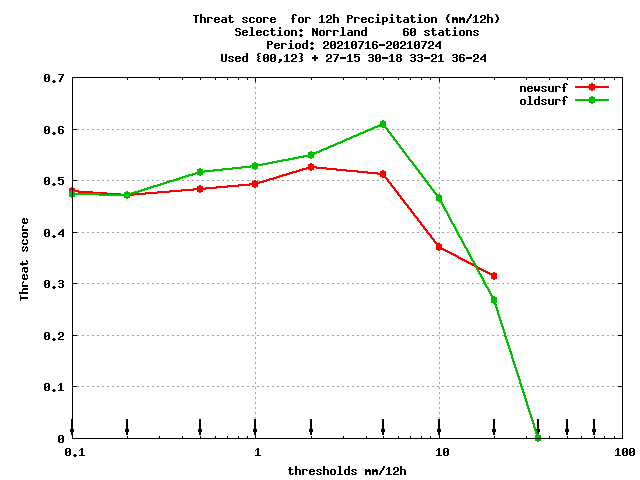 Threat score  for 12h Precipitation (mm/12h)
Selection: Norrland     60 stations
Period: 20210716-20210724
Used {00,12} + 27-15 30-18 33-21 36-24
newsurf
oldsurf
0.7
0.6
0.5
0.4
0.3
0.2
0.1
0
Threat score
0.1 1 10 100
thresholds mm/12h